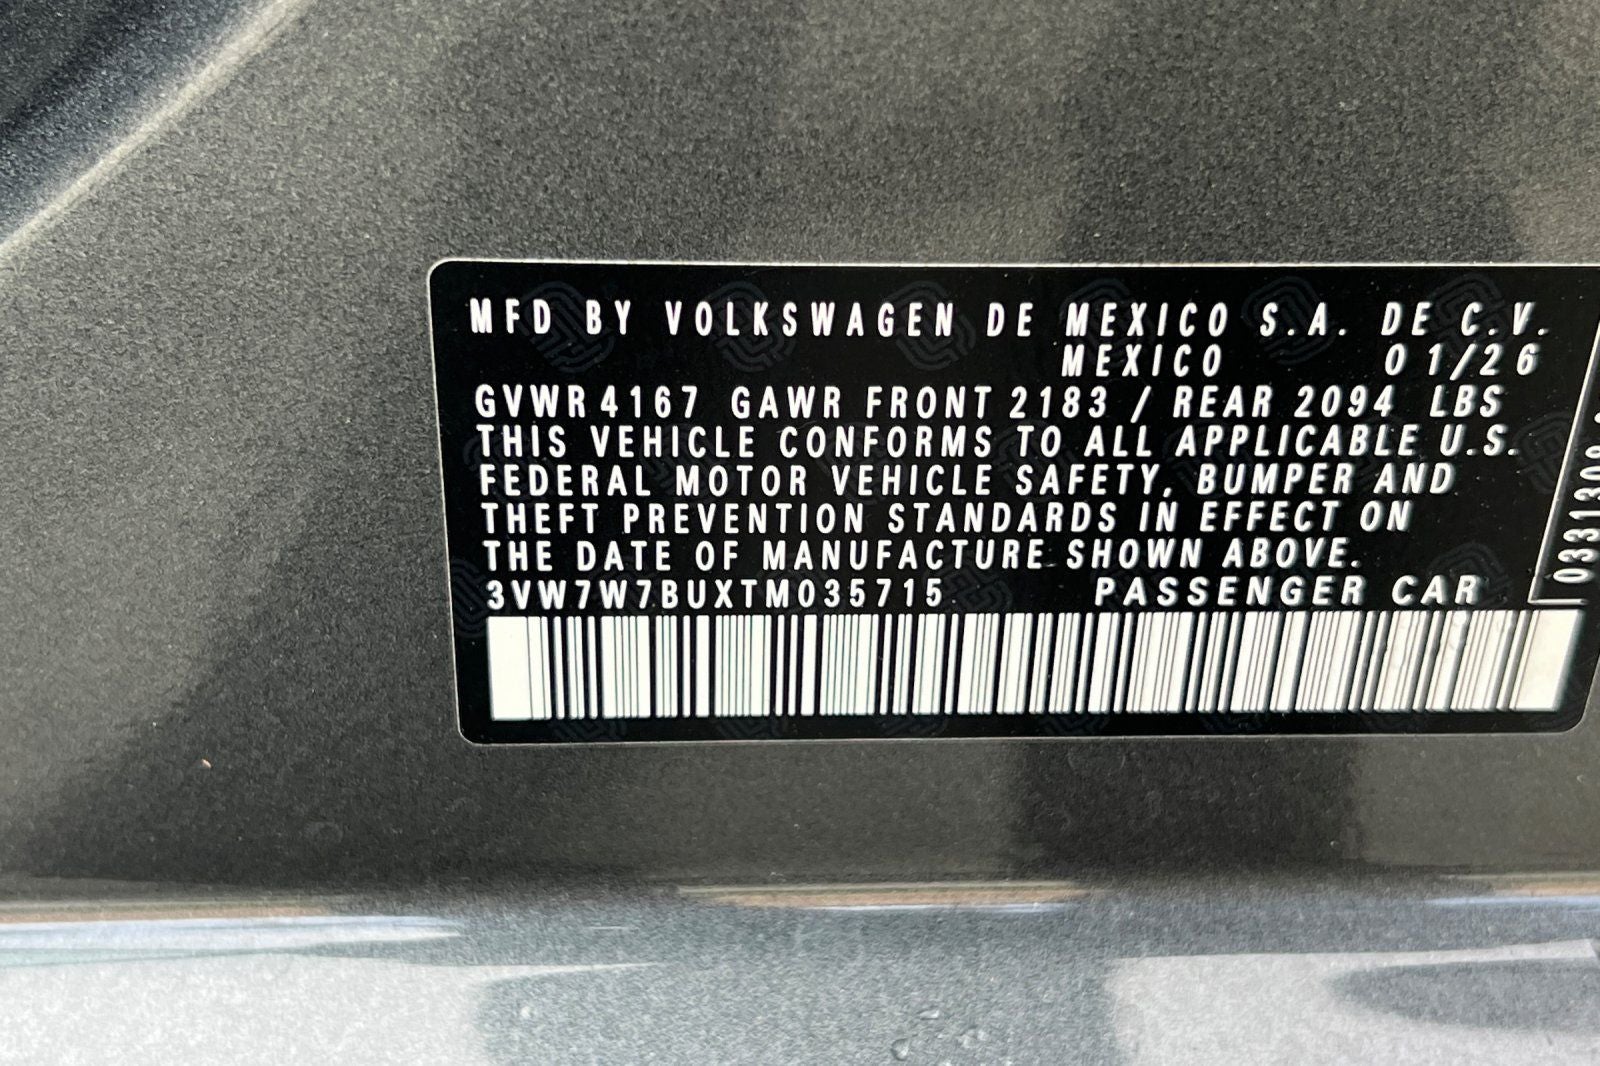 MFD BY VOLKSWAGEN DE MEXICO S.A. DE C.V.
MEXICO 01/26
GVWR 4167 GAWR FRONT 2183 / REAR 2094 LBS
THIS VEHICLE CONFORMS TO ALL APPLICABLE U.S.
FEDERAL MOTOR VEHICLE SAFETY, BUMPER AND
THEFT PREVENTION STANDARDS IN EFFECT ON
THE DATE OF MANUFACTURE SHOWN ABOVE.
3VW7W7BUXTM035715 PASSENGER CAR